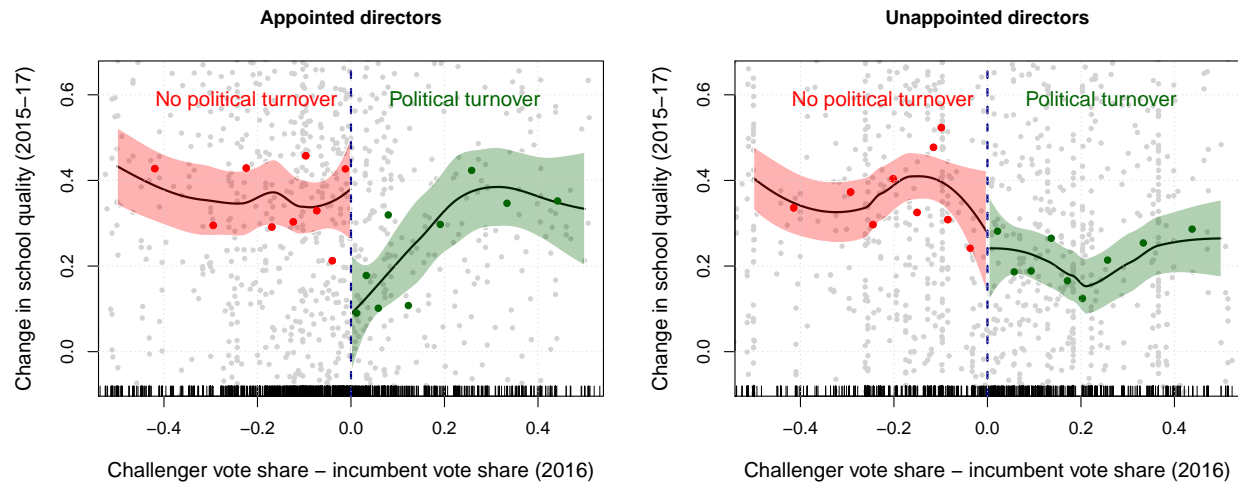 Appointed directors
Change in school quality (2015−17)
0.6
0.4
0.2
0.0
No political turnover
Political turnover
−0.4
−0.2
0.0
0.2
0.4
Challenger vote share − incumbent vote share (2016)
Unappointed directors
Change in school quality (2015−17)
0.6
0.4
0.2
0.0
No political turnover
Political turnover
−0.4
−0.2
0.0
0.2
0.4
Challenger vote share − incumbent vote share (2016)